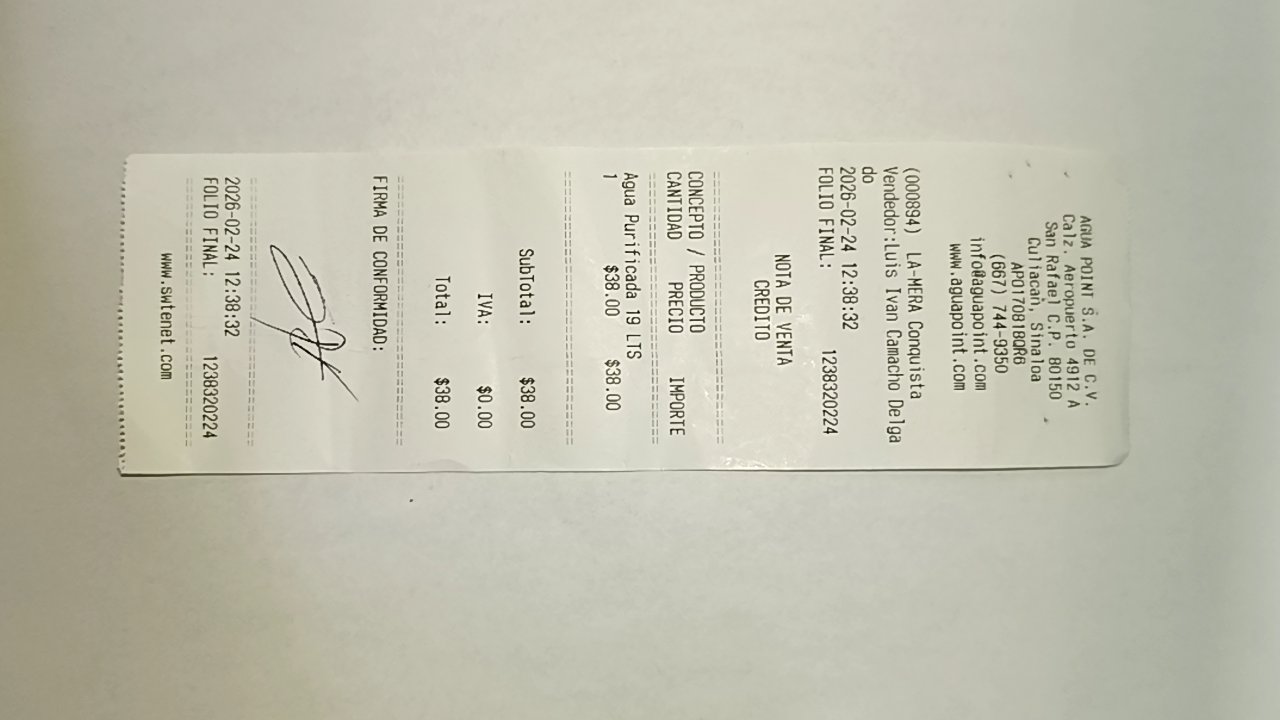 AGUA POINT S.A. DE C.V.
Calz. Aeropuerto 4912 A
San Rafael C.P. 80150
Culiacan, Sinaloa
APO170818QR6
(667) 744-9350
info@aguapoint.com
www.aguapoint.com
(000894) LA-MERA Conquista
Vendedor:Luis Ivan Camacho Delga
do
2026-02-24 12:38:32
FOLIO FINAL: 1238320224
NOTA DE VENTA
CREDITO
CONCEPTO / PRODUCTO
CANTIDAD PRECIO IMPORTE
Agua Purificada 19 LTS
1 $38.00 $38.00
SubTotal: $38.00
IVA: $0.00
Total: $38.00
FIRMA DE CONFORMIDAD:
2026-02-24 12:38:32
FOLIO FINAL: 1238320224
www.swtenet.com